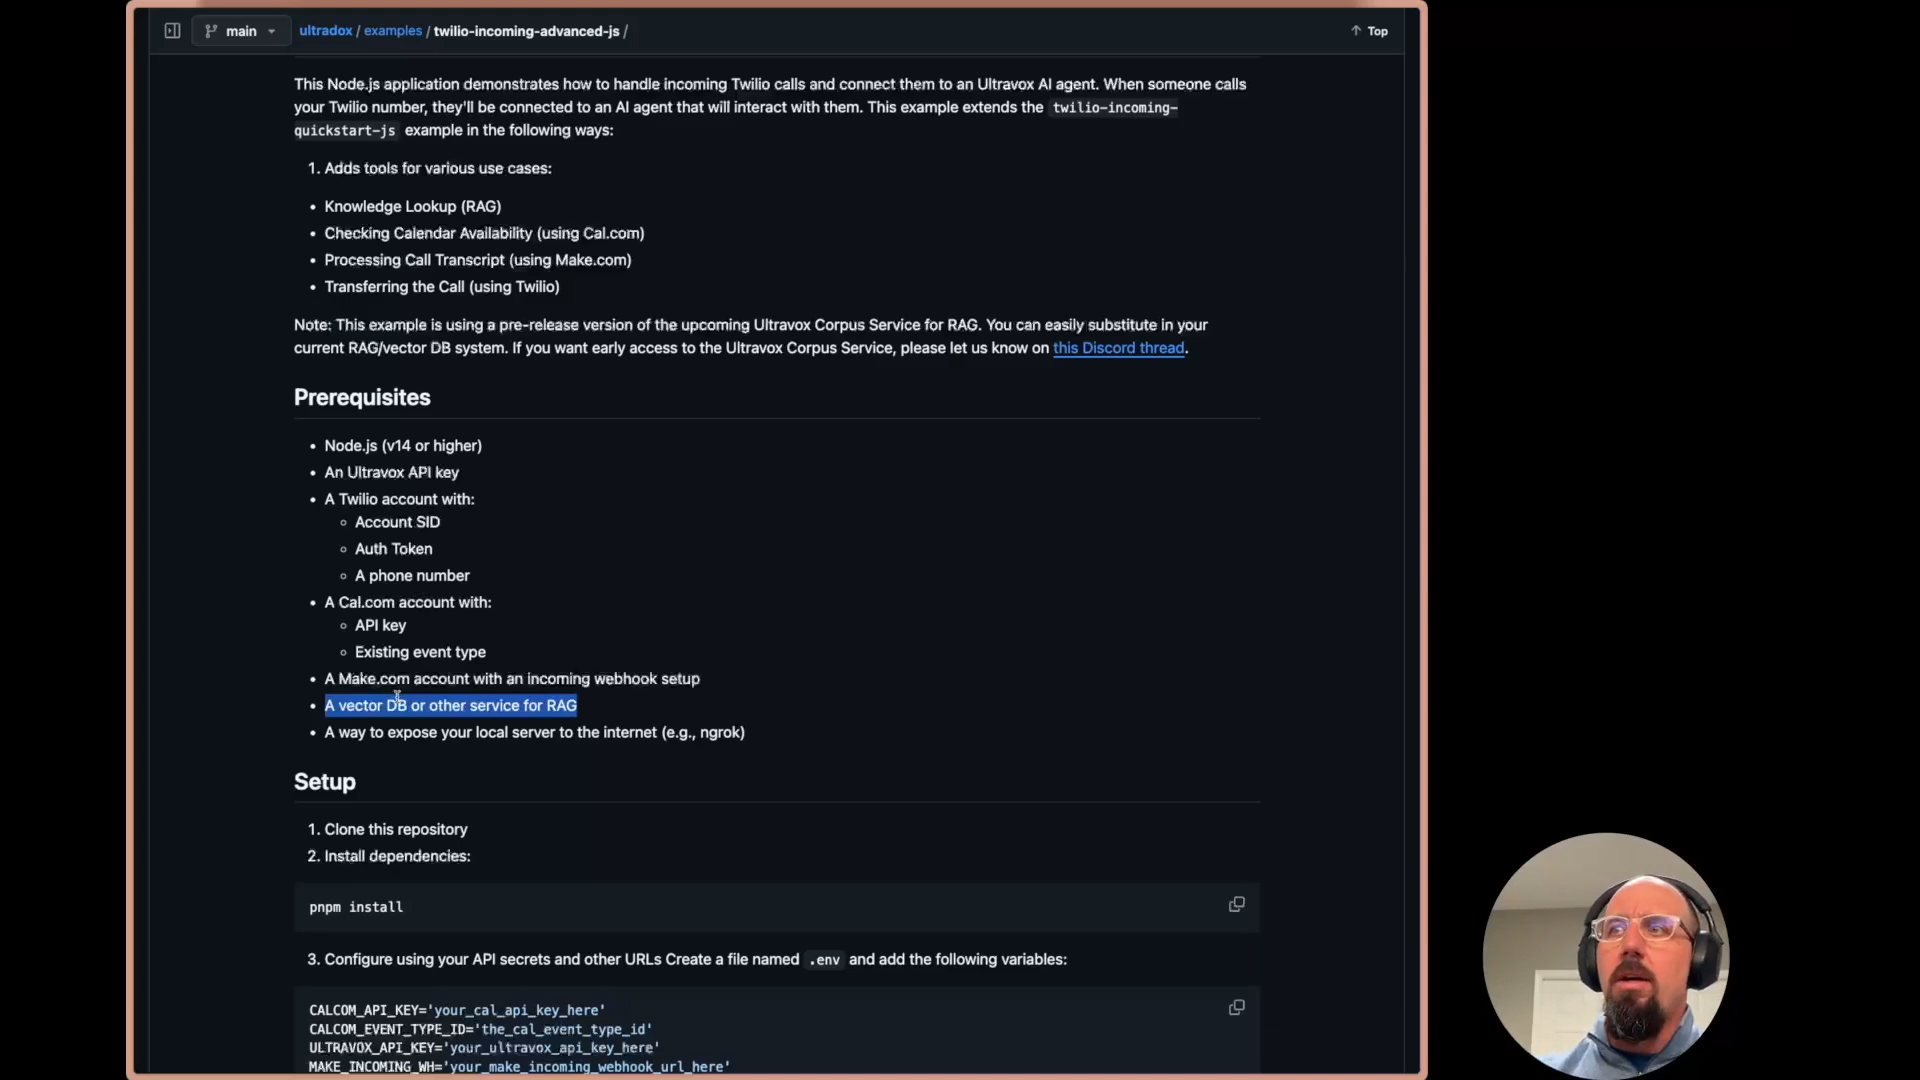 main
ultradox / examples / twilio-incoming-advanced-js /
Top
This Node.js application demonstrates how to handle incoming Twilio calls and connect them to an Ultravox AI agent. When someone calls
your Twilio number, they'll be connected to an AI agent that will interact with them. This example extends the twilio-incoming-
quickstart-js example in the following ways:
1. Adds tools for various use cases:
• Knowledge Lookup (RAG)
• Checking Calendar Availability (using Cal.com)
• Processing Call Transcript (using Make.com)
• Transferring the Call (using Twilio)
Note: This example is using a pre-release version of the upcoming Ultravox Corpus Service for RAG. You can easily substitute in your
current RAG/vector DB system. If you want early access to the Ultravox Corpus Service, please let us know on this Discord thread.
Prerequisites
• Node.js (v14 or higher)
• An Ultravox API key
• A Twilio account with:
◦ Account SID
◦ Auth Token
◦ A phone number
• A Cal.com account with:
◦ API key
◦ Existing event type
• A Make.com account with an incoming webhook setup
• A vector DB or other service for RAG
• A way to expose your local server to the internet (e.g., ngrok)
Setup
1. Clone this repository
2. Install dependencies:
pnpm install
3. Configure using your API secrets and other URLs Create a file named .env and add the following variables:
CALCOM_API_KEY='your_cal_api_key_here'
CALCOM_EVENT_TYPE_ID='the_cal_event_type_id'
ULTRAVOX_API_KEY='your_ultravox_api_key_here'
MAKE_INCOMING_WH='your_make_incoming_webhook_url_here'